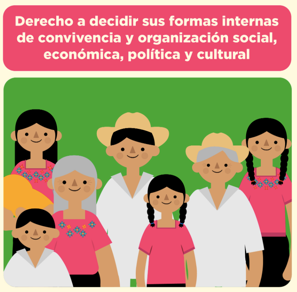 Derecho a decidir sus formas internas
de convivencia y organización social,
económica, política y cultural